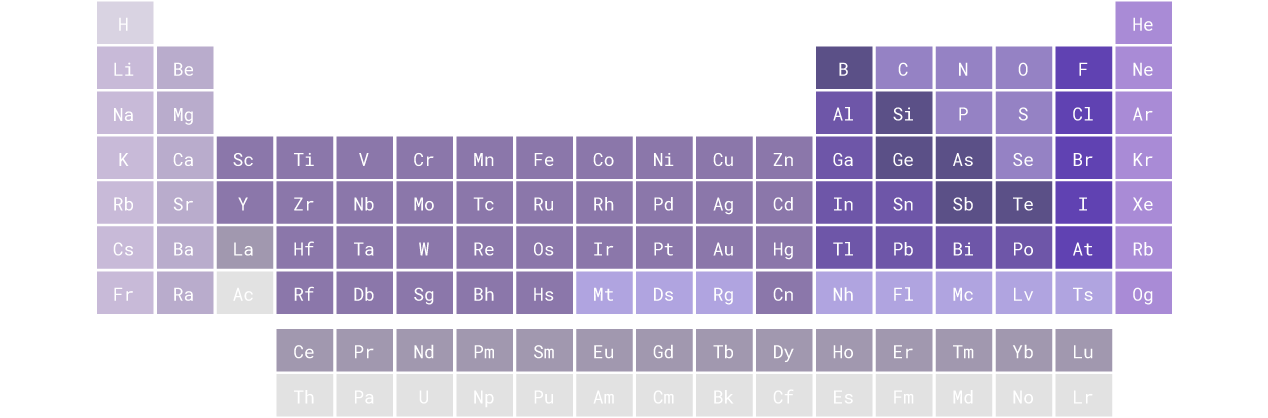 H He
Li Be B C N O F Ne
Na Mg Al Si P S Cl Ar
K Ca Sc Ti V Cr Mn Fe Co Ni Cu Zn Ga Ge As Se Br Kr
Rb Sr Y Zr Nb Mo Tc Ru Rh Pd Ag Cd In Sn Sb Te I Xe
Cs Ba La Hf Ta W Re Os Ir Pt Au Hg Tl Pb Bi Po At Rb
Fr Ra Ac Rf Db Sg Bh Hs Mt Ds Rg Cn Nh Fl Mc Lv Ts Og
Ce Pr Nd Pm Sm Eu Gd Tb Dy Ho Er Tm Yb Lu
Th Pa U Np Pu Am Cm Bk Cf Es Fm Md No Lr